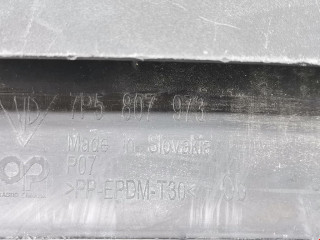 7P5 807 973
Made in Slovakia
P07
>PP-EPDM-T30<